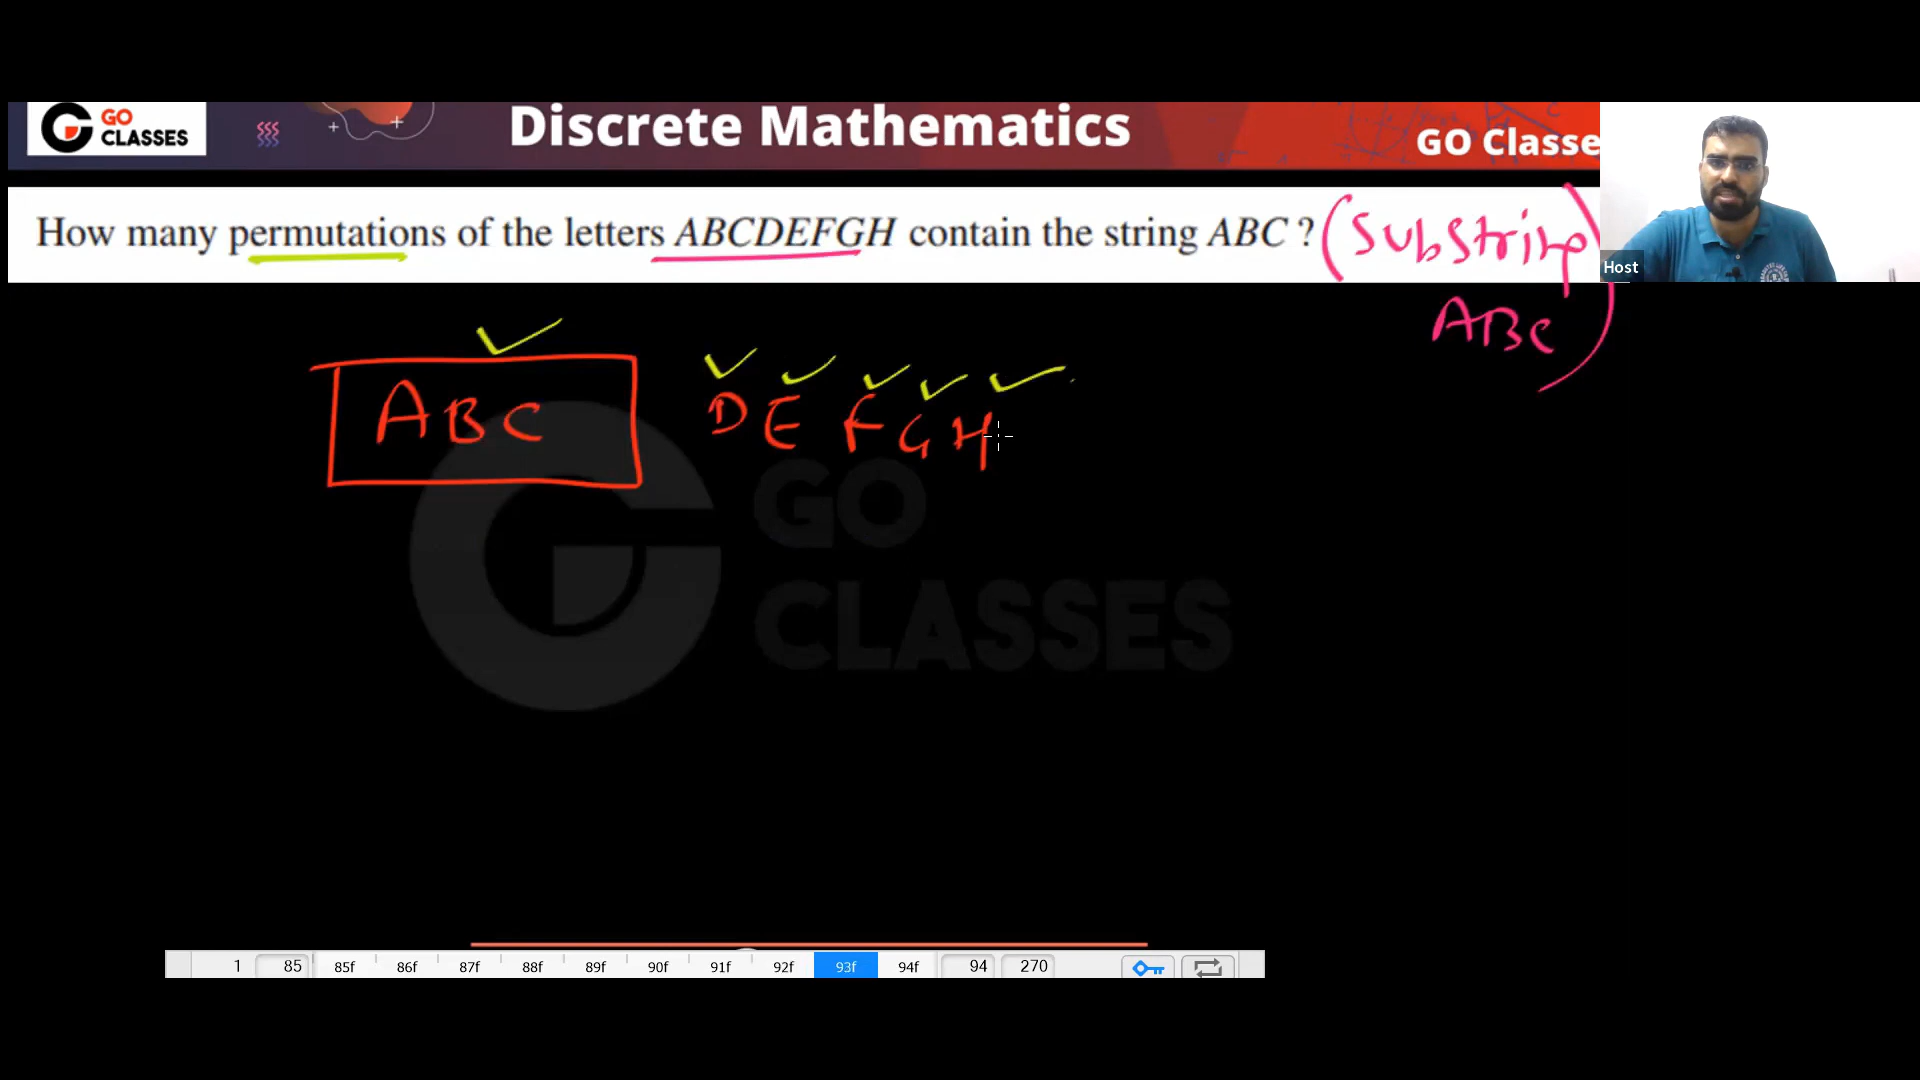 GO
CLASSES
Discrete Mathematics
GO Classe
How many permutations of the letters ABCDEFGH contain the string ABC ? (Substring)
Host
ABC
ABC D E F G H
GO
CLASSES
1 85 85f 86f 87f 88f 89f 90f 91f 92f 93f 94f 94 270